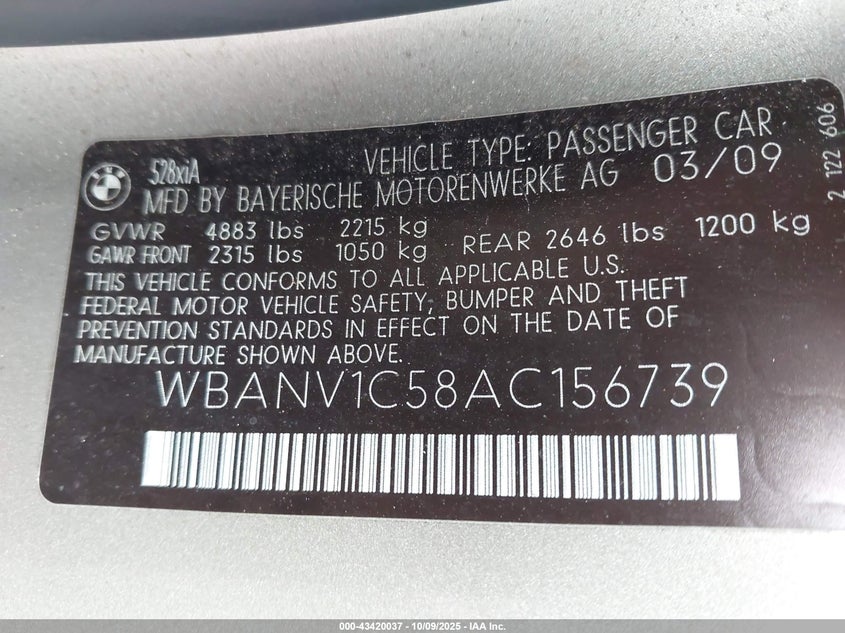 528xiA
VEHICLE TYPE: PASSENGER CAR
MFD BY BAYERISCHE MOTORENWERKE AG 03/09
GVWR 4883 lbs 2215 kg
GAWR FRONT 2315 lbs 1050 kg REAR 2646 lbs 1200 kg
THIS VEHICLE CONFORMS TO ALL APPLICABLE U.S.
FEDERAL MOTOR VEHICLE SAFETY, BUMPER AND THEFT
PREVENTION STANDARDS IN EFFECT ON THE DATE OF
MANUFACTURE SHOWN ABOVE.
WBANV1C58AC156739
2 122 606
BMW
000-43420037 - 10/09/2025 - IAA Inc.